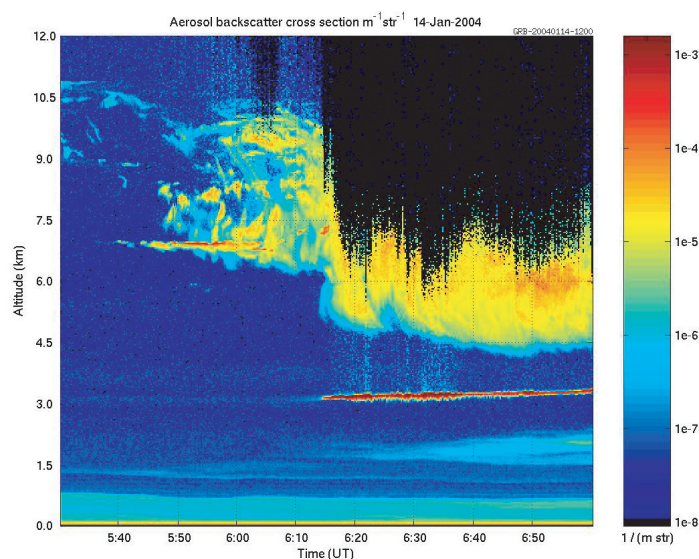 Aerosol backscatter cross section m⁻¹str⁻¹ 14-Jan-2004
GRB-20040114-1200
12.0
10.5
9.0
7.5
6.0
4.5
3.0
1.5
0.0
Altitude (km)
5:40
5:50
6:00
6:10
6:20
6:30
6:40
6:50
Time (UT)
1e-3
1e-4
1e-5
1e-6
1e-7
1e-8
1 / (m str)